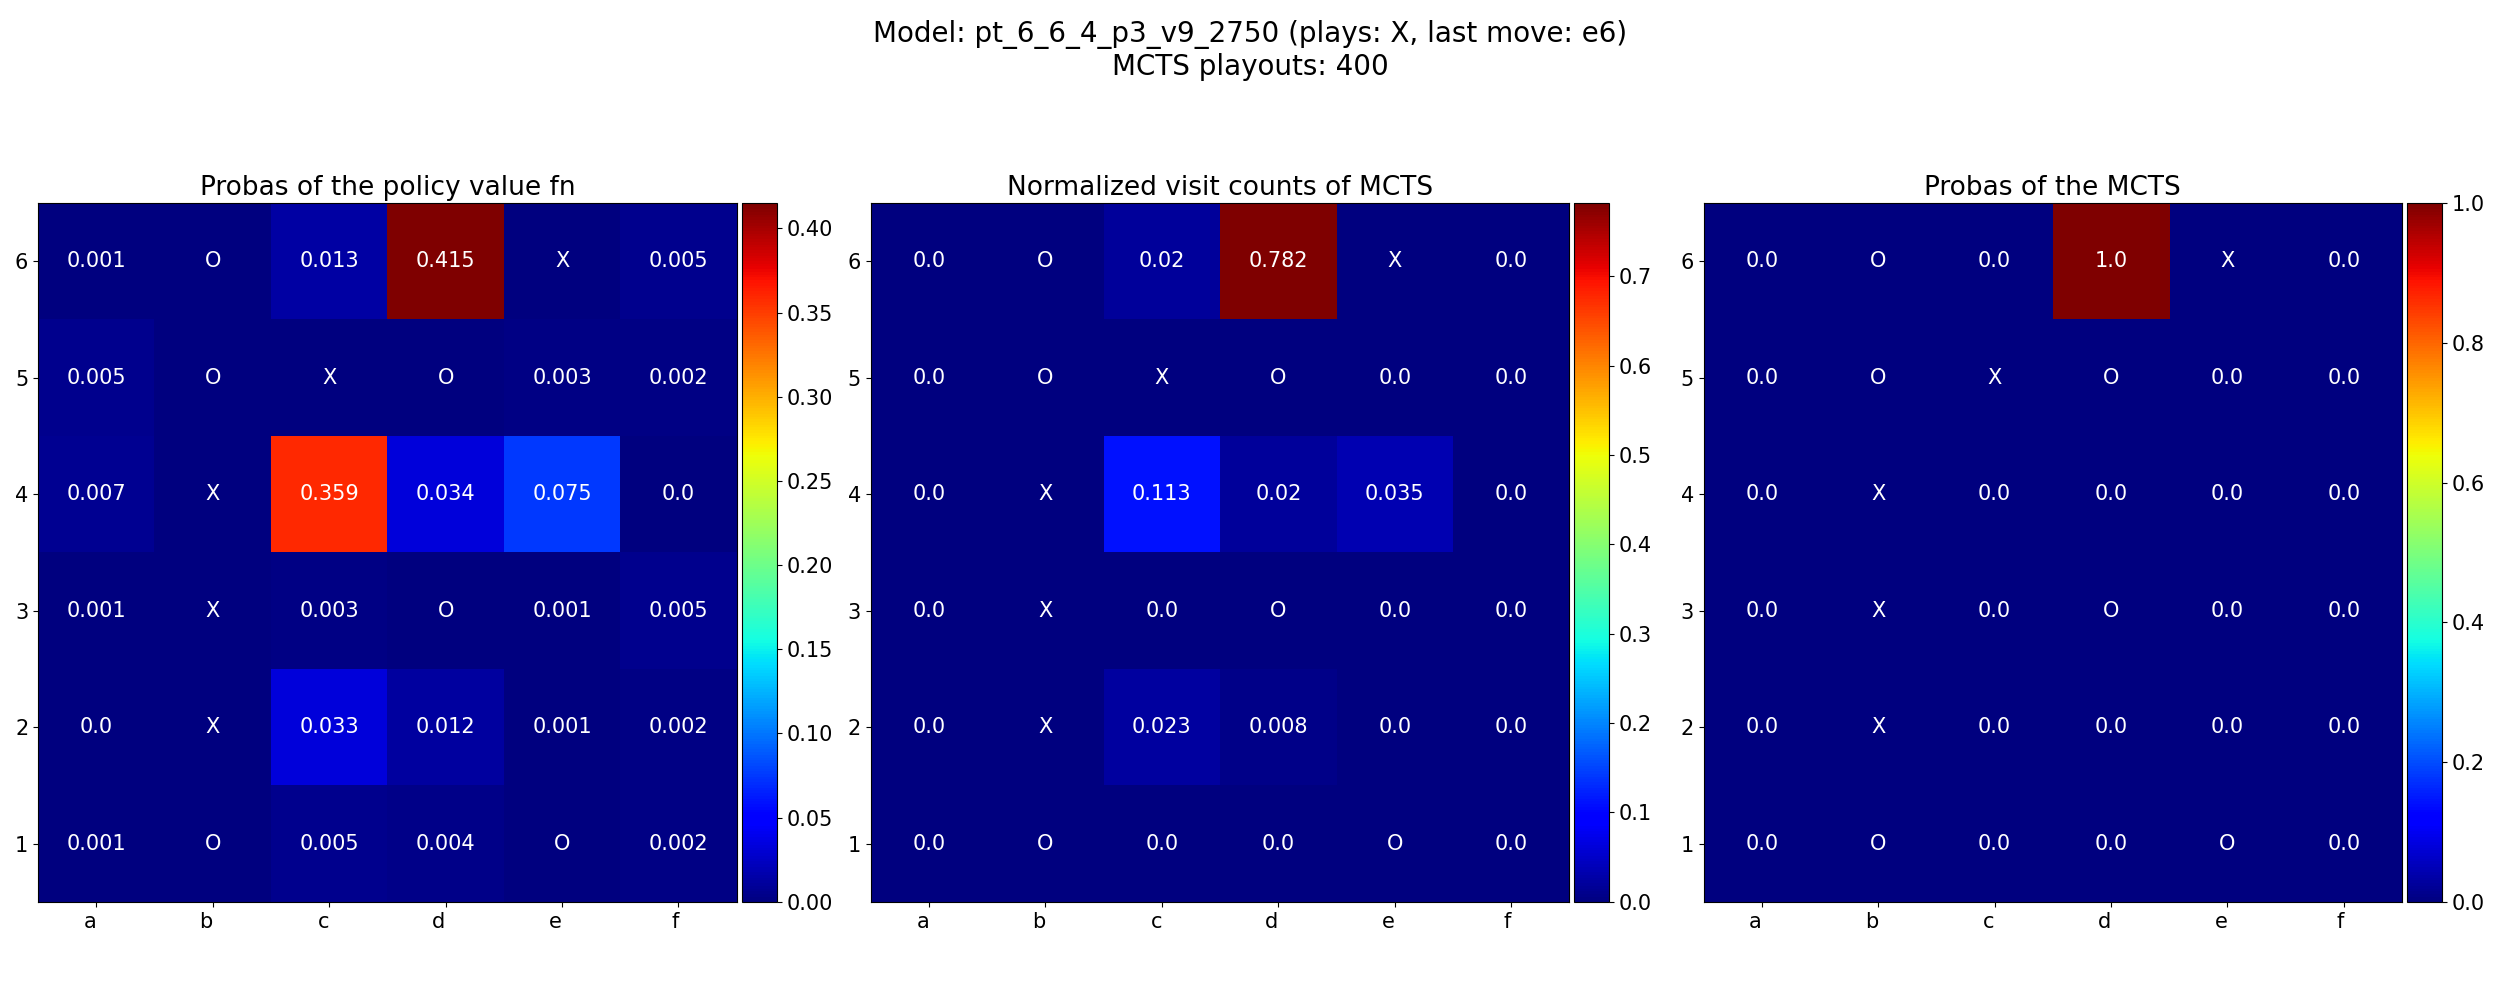 Model: pt_6_6_4_p3_v9_2750 (plays: X, last move: e6)
MCTS playouts: 400
Probas of the policy value fn
6 0.001 O 0.013 0.415 X 0.005
5 0.005 O X O 0.003 0.002
4 0.007 X 0.359 0.034 0.075 0.0
3 0.001 X 0.003 O 0.001 0.005
2 0.0 X 0.033 0.012 0.001 0.002
1 0.001 O 0.005 0.004 O 0.002
a b c d e f
0.40
0.35
0.30
0.25
0.20
0.15
0.10
0.05
0.00
Normalized visit counts of MCTS
6 0.0 O 0.02 0.782 X 0.0
5 0.0 O X O 0.0 0.0
4 0.0 X 0.113 0.02 0.035 0.0
3 0.0 X 0.0 O 0.0 0.0
2 0.0 X 0.023 0.008 0.0 0.0
1 0.0 O 0.0 0.0 O 0.0
a b c d e f
0.7
0.6
0.5
0.4
0.3
0.2
0.1
0.0
Probas of the MCTS
6 0.0 O 0.0 1.0 X 0.0
5 0.0 O X O 0.0 0.0
4 0.0 X 0.0 0.0 0.0 0.0
3 0.0 X 0.0 O 0.0 0.0
2 0.0 X 0.0 0.0 0.0 0.0
1 0.0 O 0.0 0.0 O 0.0
a b c d e f
1.0
0.8
0.6
0.4
0.2
0.0